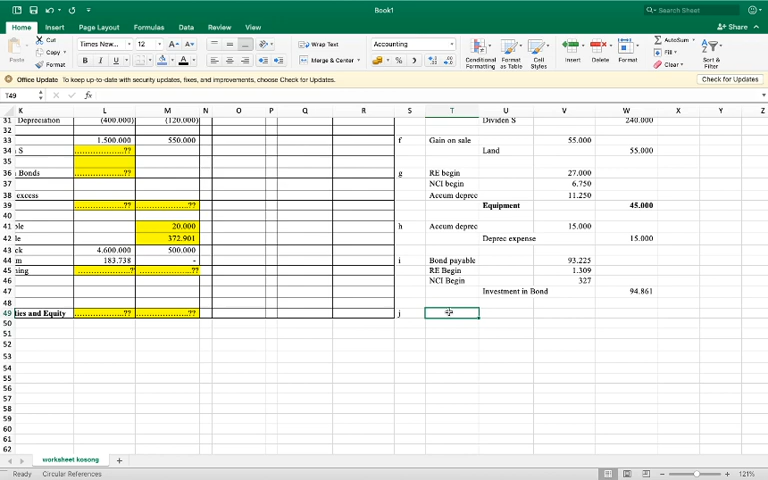 Book1
Search Sheet
Home Insert Page Layout Formulas Data Review View
Share
Paste
Cut
Copy
Format
Times New... 12 A A
B I U
Wrap Text
Merge & Center
Accounting
%
Conditional Formatting
Format as Table
Cell Styles
Insert Delete Format
AutoSum
Fill
Clear
Sort & Filter
Office Update To keep up-to-date with security updates, fixes, and improvements, choose Check for Updates.
Check for Updates
T49 fx
K L M N O P Q R S T U V W X Y Z
31 Depreciation (400.000) (120.000) Dividen S 240.000
32
33 1.500.000 550.000 f Gain on sale 55.000
34 S ....................?? Land 55.000
35
36 Bonds ....................?? g RE begin 27.000
37 NCI begin 6.750
38 excess Accum deprec 11.250
39 ....................?? ....................?? Equipment 45.000
40
41 ble 20.000 h Accum deprec 15.000
42 le 372.901 Deprec expense 15.000
43 ck 4.600.000 500.000
44 m 183.738 - i Bond payable 93.225
45 ning ....................? ....................?? RE Begin 1.309
46 NCI Begin 327
47 Investment in Bond 94.861
48
49 ties and Equity ....................?? ....................?? j
50
51
52
53
54
55
56
57
58
59
60
61
62
worksheet kosong
Ready Circular References 121%